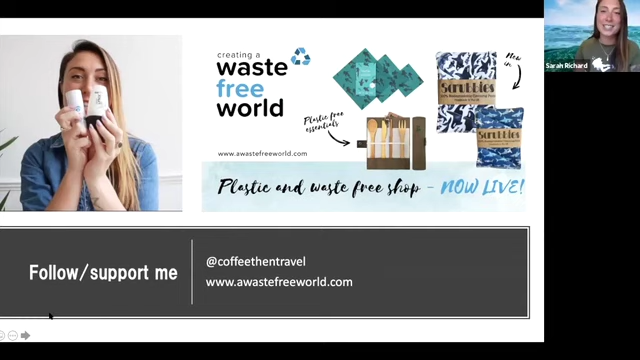 creating a
waste
free
world
Plastic free
essentials
www.awastefreeworld.com
New
in
Scrubbies
Scrubbies
Plastic and waste free shop - NOW LIVE!
Follow/support me
@coffeethentravel
www.awastefreeworld.com
Sarah Richard